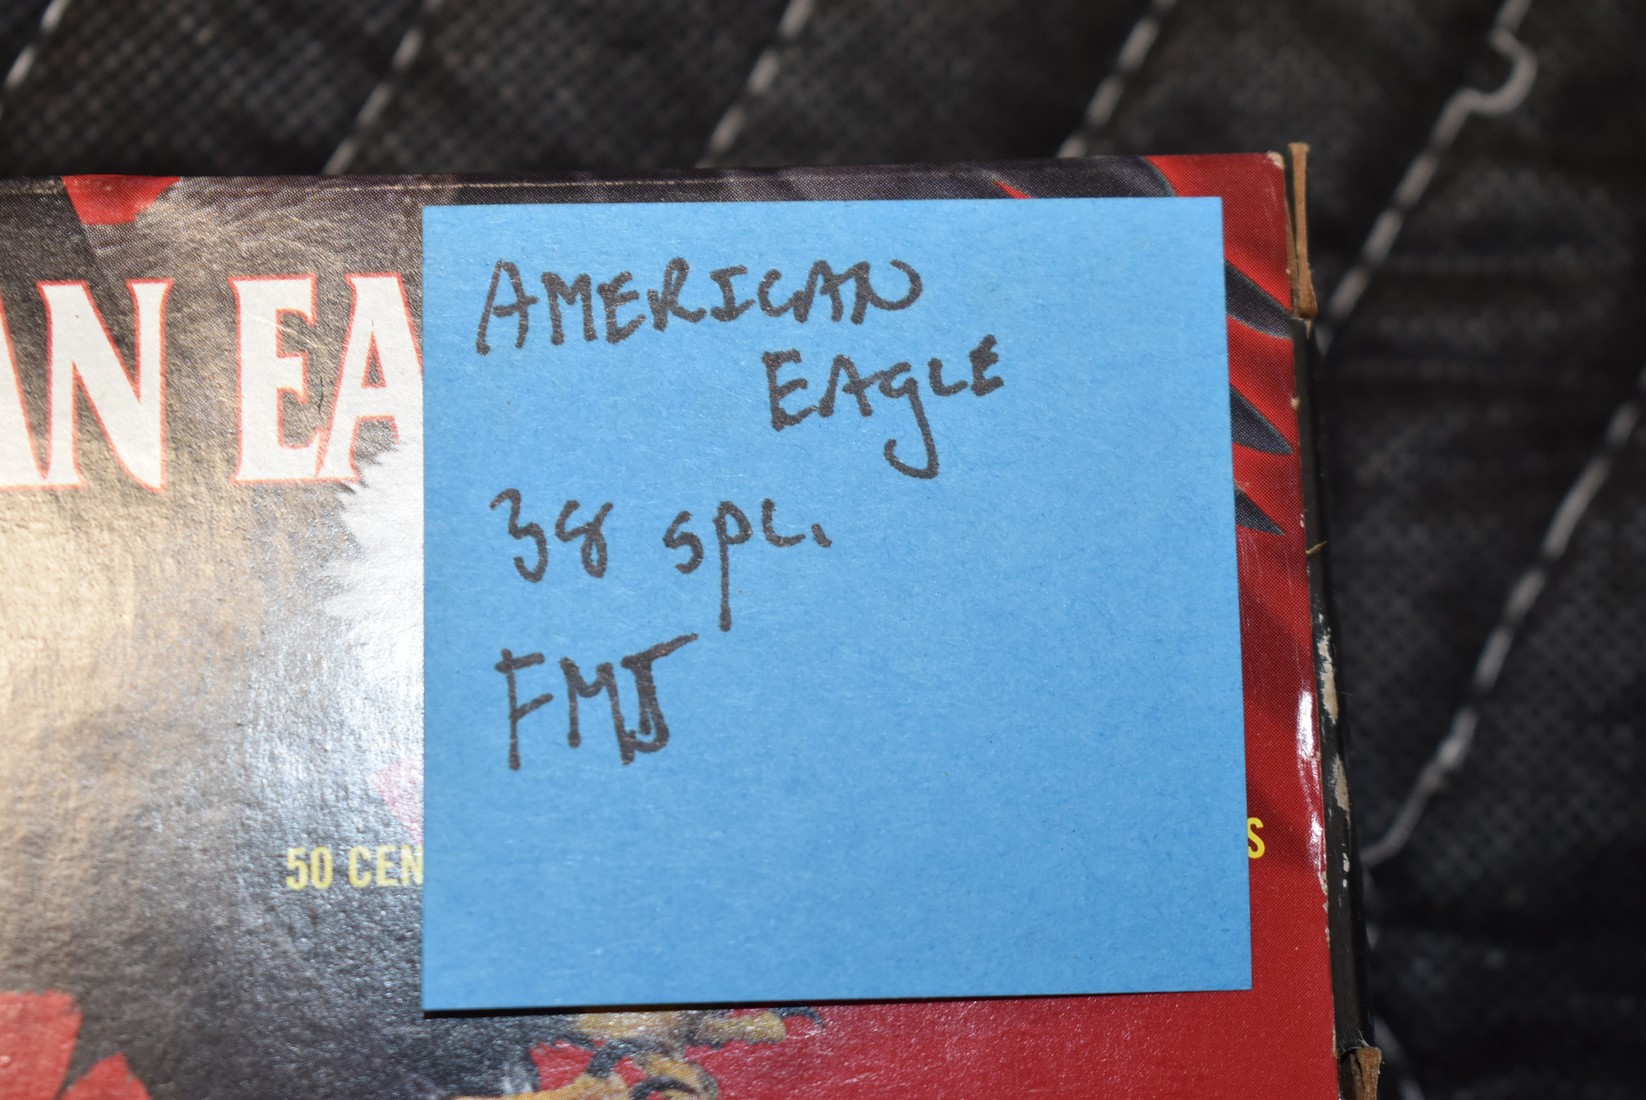 AN EA
AMERICAN
EAGLE
38 SPL.
FMJ
50 CEN
S